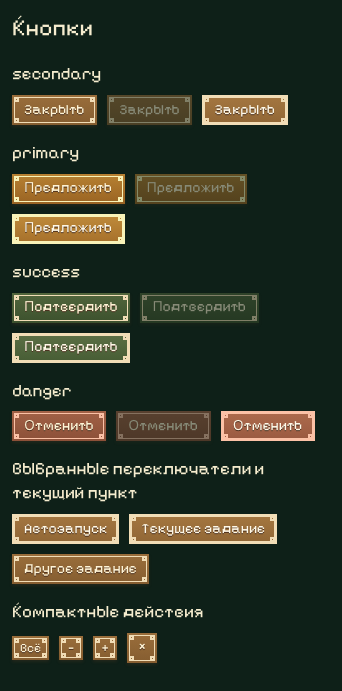 Кнопки
secondary
Закрыть Закрыть Закрыть
primary
Предложить Предложить
Предложить
success
Подтвердить Подтвердить
Подтвердить
danger
Отменить Отменить Отменить
Выбранные переключатели и
текущий пункт
Автозапуск Текущее задание
Другое задание
Компактные действия
Всё - + ×